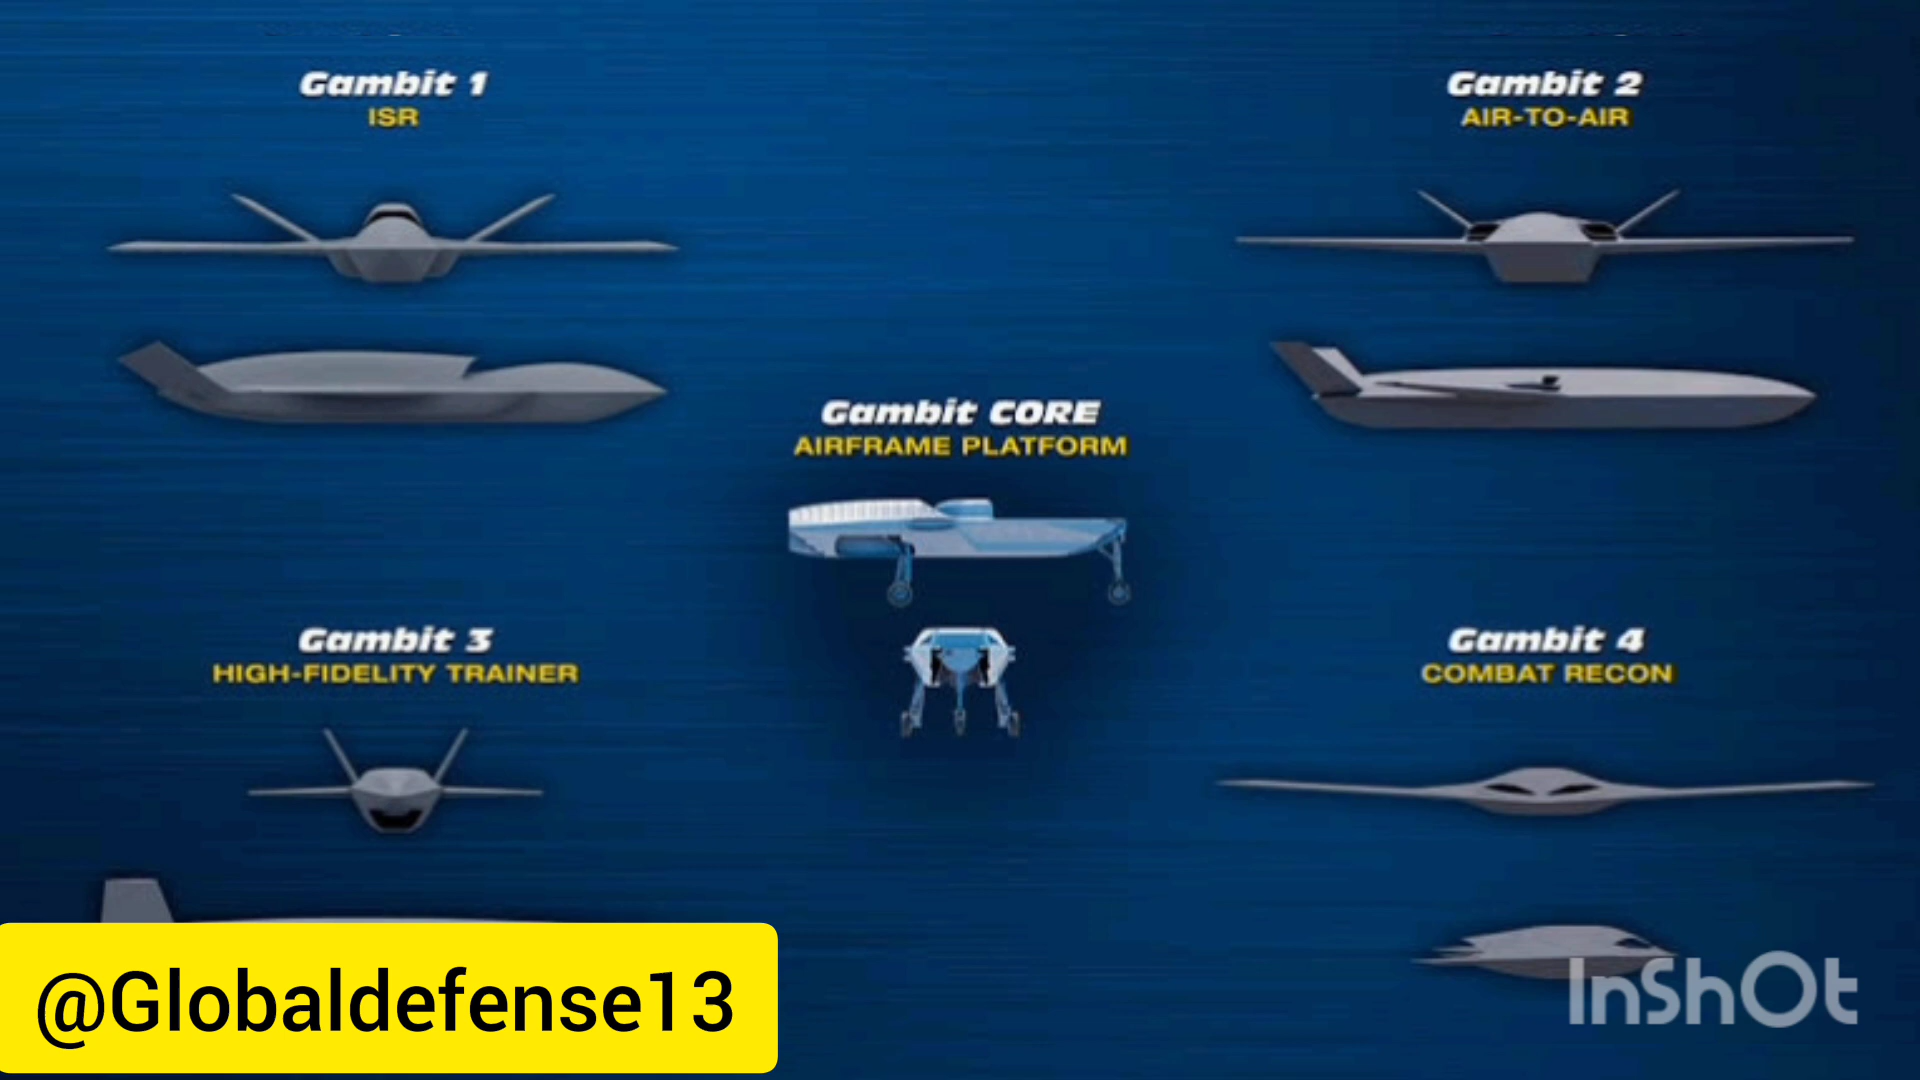 Gambit 1
ISR
Gambit 2
AIR-TO-AIR
Gambit CORE
AIRFRAME PLATFORM
Gambit 3
HIGH-FIDELITY TRAINER
Gambit 4
COMBAT RECON
@Globaldefense13
InShOt